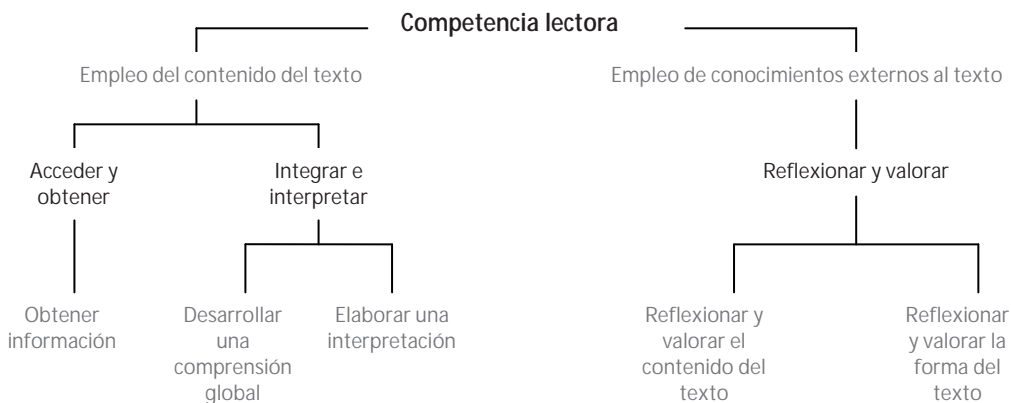 Competencia lectora
Empleo del contenido del texto
Empleo de conocimientos externos al texto
Acceder y
obtener
Integrar e
interpretar
Reflexionar y valorar
Obtener
información
Desarrollar
una
comprensión
global
Elaborar una
interpretación
Reflexionar y
valorar el
contenido del
texto
Reflexionar
y valorar la
forma del
texto